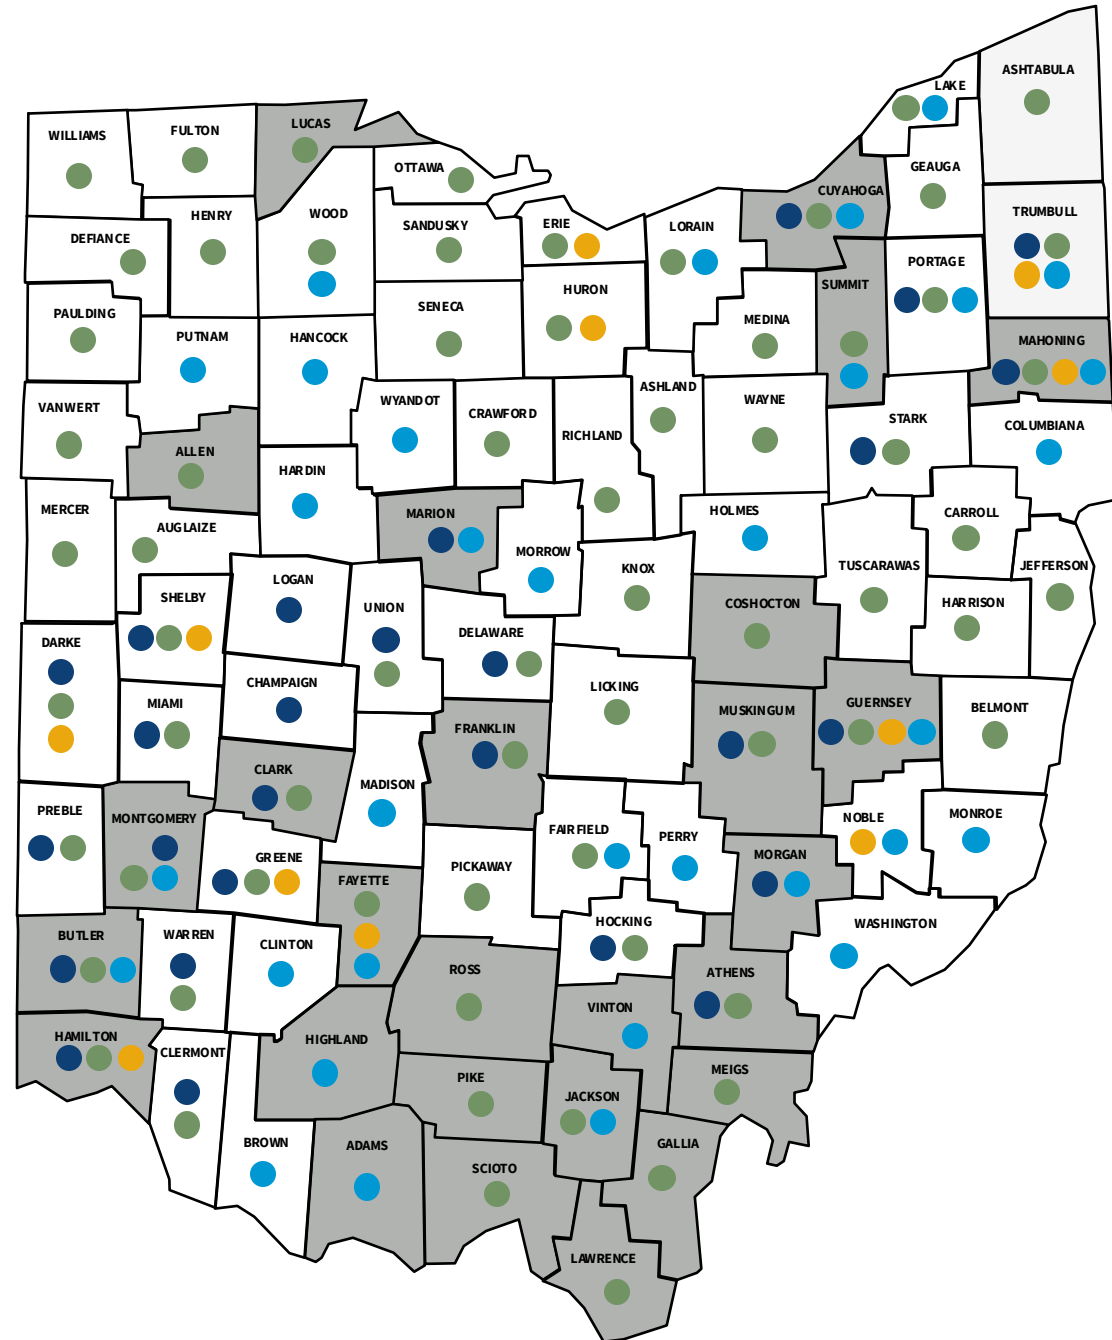 ASHTABULA
LAKE
LUCAS
FULTON
WILLIAMS
OTTAWA
GEAUGA
CUYAHOGA
HENRY
WOOD
TRUMBULL
SANDUSKY
ERIE
LORAIN
DEFIANCE
PORTAGE
SUMMIT
HURON
SENECA
PAULDING
MEDINA
PUTNAM
HANCOCK
MAHONING
ASHLAND
WYANDOT
WAYNE
VANWERT
CRAWFORD
STARK
COLUMBIANA
RICHLAND
ALLEN
HARDIN
MERCER
HOLMES
CARROLL
MARION
AUGLAIZE
MORROW
TUSCARAWAS
JEFFERSON
KNOX
LOGAN
SHELBY
COSHOCTON
HARRISON
UNION
DELAWARE
DARKE
CHAMPAIGN
LICKING
MIAMI
GUERNSEY
BELMONT
MUSKINGUM
FRANKLIN
CLARK
MADISON
PREBLE
MONROE
NOBLE
MONTGOMERY
FAIRFIELD
PERRY
MORGAN
GREENE
PICKAWAY
FAYETTE
HOCKING
WASHINGTON
BUTLER
WARREN
CLINTON
ROSS
ATHENS
VINTON
HAMILTON
HIGHLAND
CLERMONT
MEIGS
PIKE
JACKSON
BROWN
ADAMS
GALLIA
SCIOTO
LAWRENCE